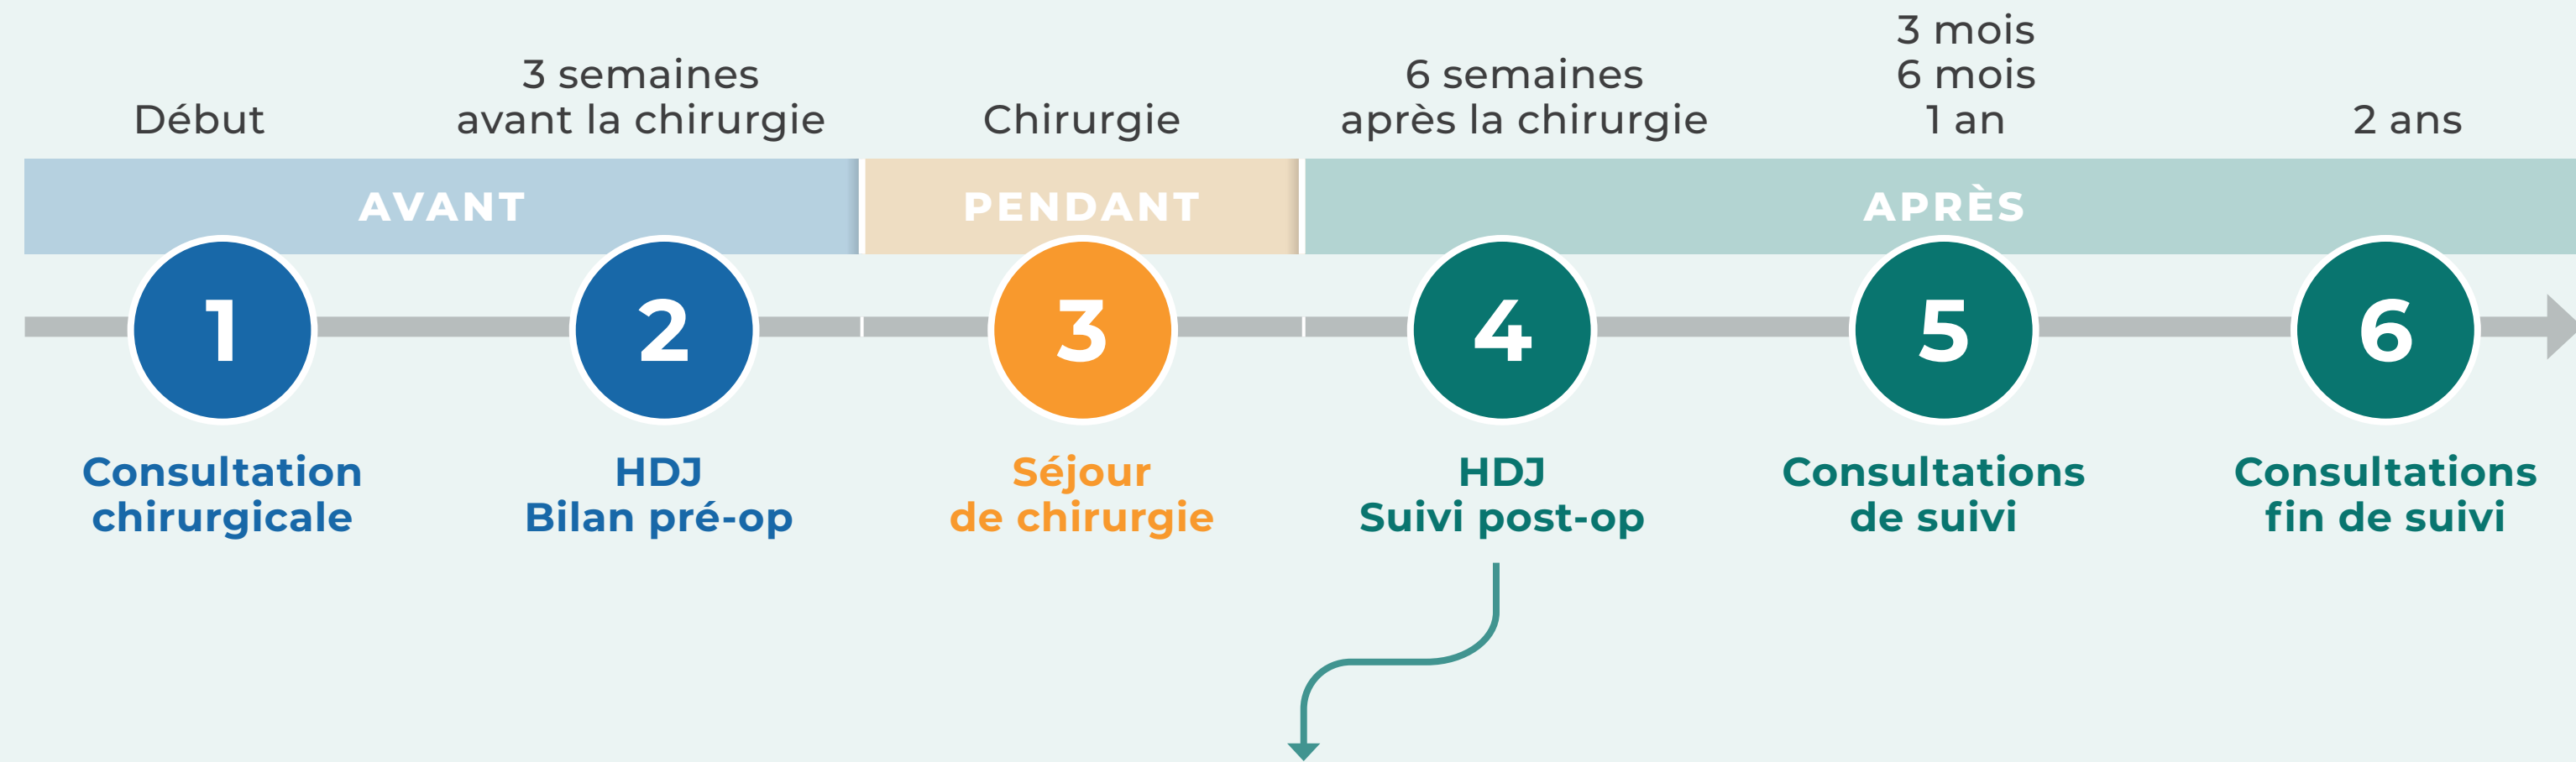 Début
3 semaines
avant la chirurgie
Chirurgie
6 semaines
après la chirurgie
3 mois
6 mois
1 an
2 ans
AVANT
PENDANT
APRÈS
1
2
3
4
5
6
Consultation
chirurgicale
HDJ
Bilan pré-op
Séjour
de chirurgie
HDJ
Suivi post-op
Consultations
de suivi
Consultations
fin de suivi